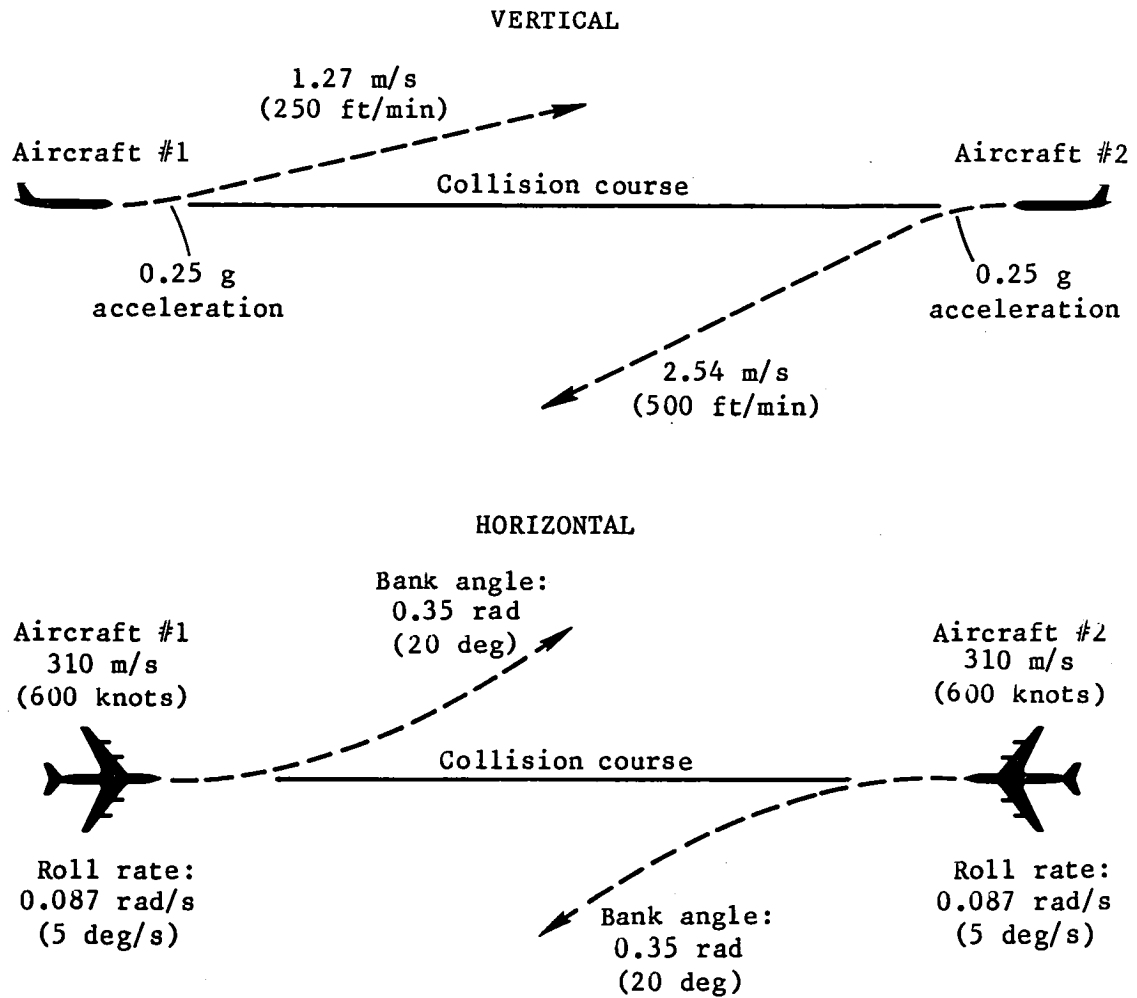 VERTICAL
1.27 m/s
(250 ft/min)
Aircraft #1
Aircraft #2
Collision course
0.25 g
acceleration
0.25 g
acceleration
2.54 m/s
(500 ft/min)
HORIZONTAL
Bank angle:
0.35 rad
(20 deg)
Aircraft #1
310 m/s
(600 knots)
Aircraft #2
310 m/s
(600 knots)
Collision course
Roll rate:
0.087 rad/s
(5 deg/s)
Roll rate:
0.087 rad/s
(5 deg/s)
Bank angle:
0.35 rad
(20 deg)